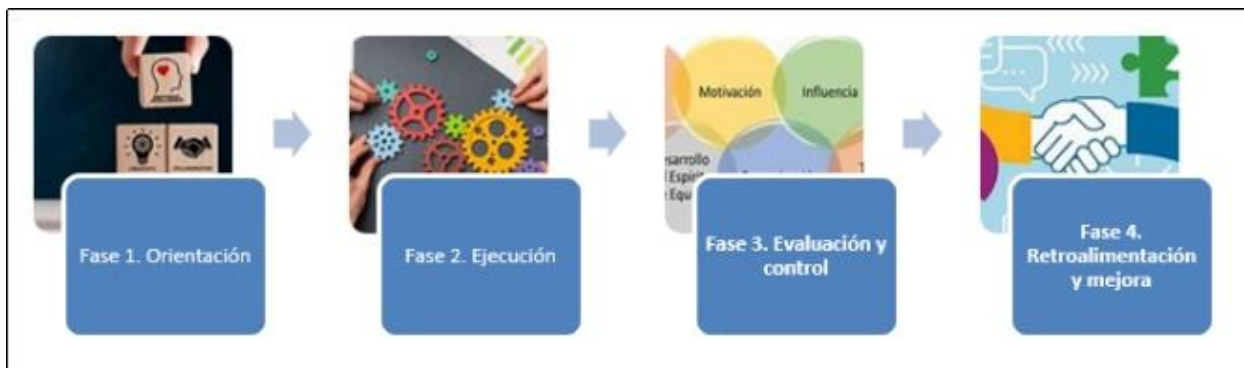 Motivación
Influencia
Fase 1. Orientación
Fase 2. Ejecución
Fase 3. Evaluación y
control
Fase 4.
Retroalimentación
y mejora